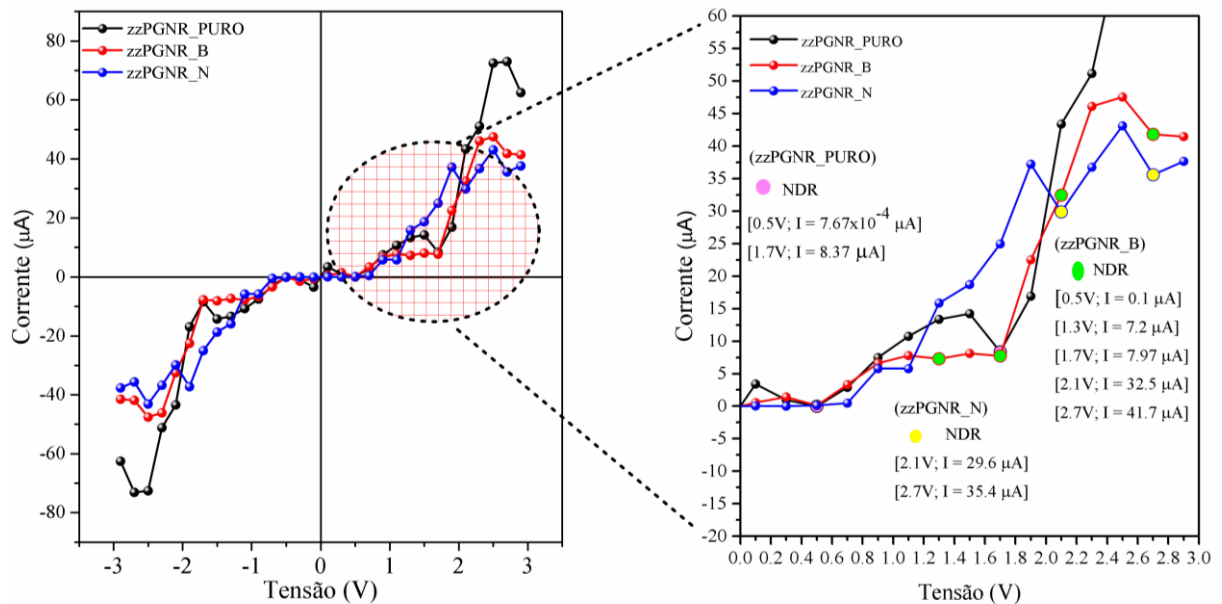 zzPGNR_PURO
zzPGNR_B
zzPGNR_N
80
60
40
20
0
-20
-40
-60
-80
-3
-2
-1
0
1
2
3
Corrente (μA)
Tensão (V)
60
55
50
45
40
35
30
25
20
15
10
5
0
-5
-10
-15
-20
0.0
0.2
0.4
0.6
0.8
1.0
1.2
1.4
1.6
1.8
2.0
2.2
2.4
2.6
2.8
3.0
Corrente (μA)
Tensão (V)
zzPGNR_PURO
zzPGNR_B
zzPGNR_N
(zzPGNR_PURO)
NDR
[0.5V; I = 7.67x10⁻⁴ μA]
[1.7V; I = 8.37 μA]
(zzPGNR_B)
NDR
[0.5V; I = 0.1 μA]
[1.3V; I = 7.2 μA]
[1.7V; I = 7.97 μA]
[2.1V; I = 32.5 μA]
[2.7V; I = 41.7 μA]
(zzPGNR_N)
NDR
[2.1V; I = 29.6 μA]
[2.7V; I = 35.4 μA]